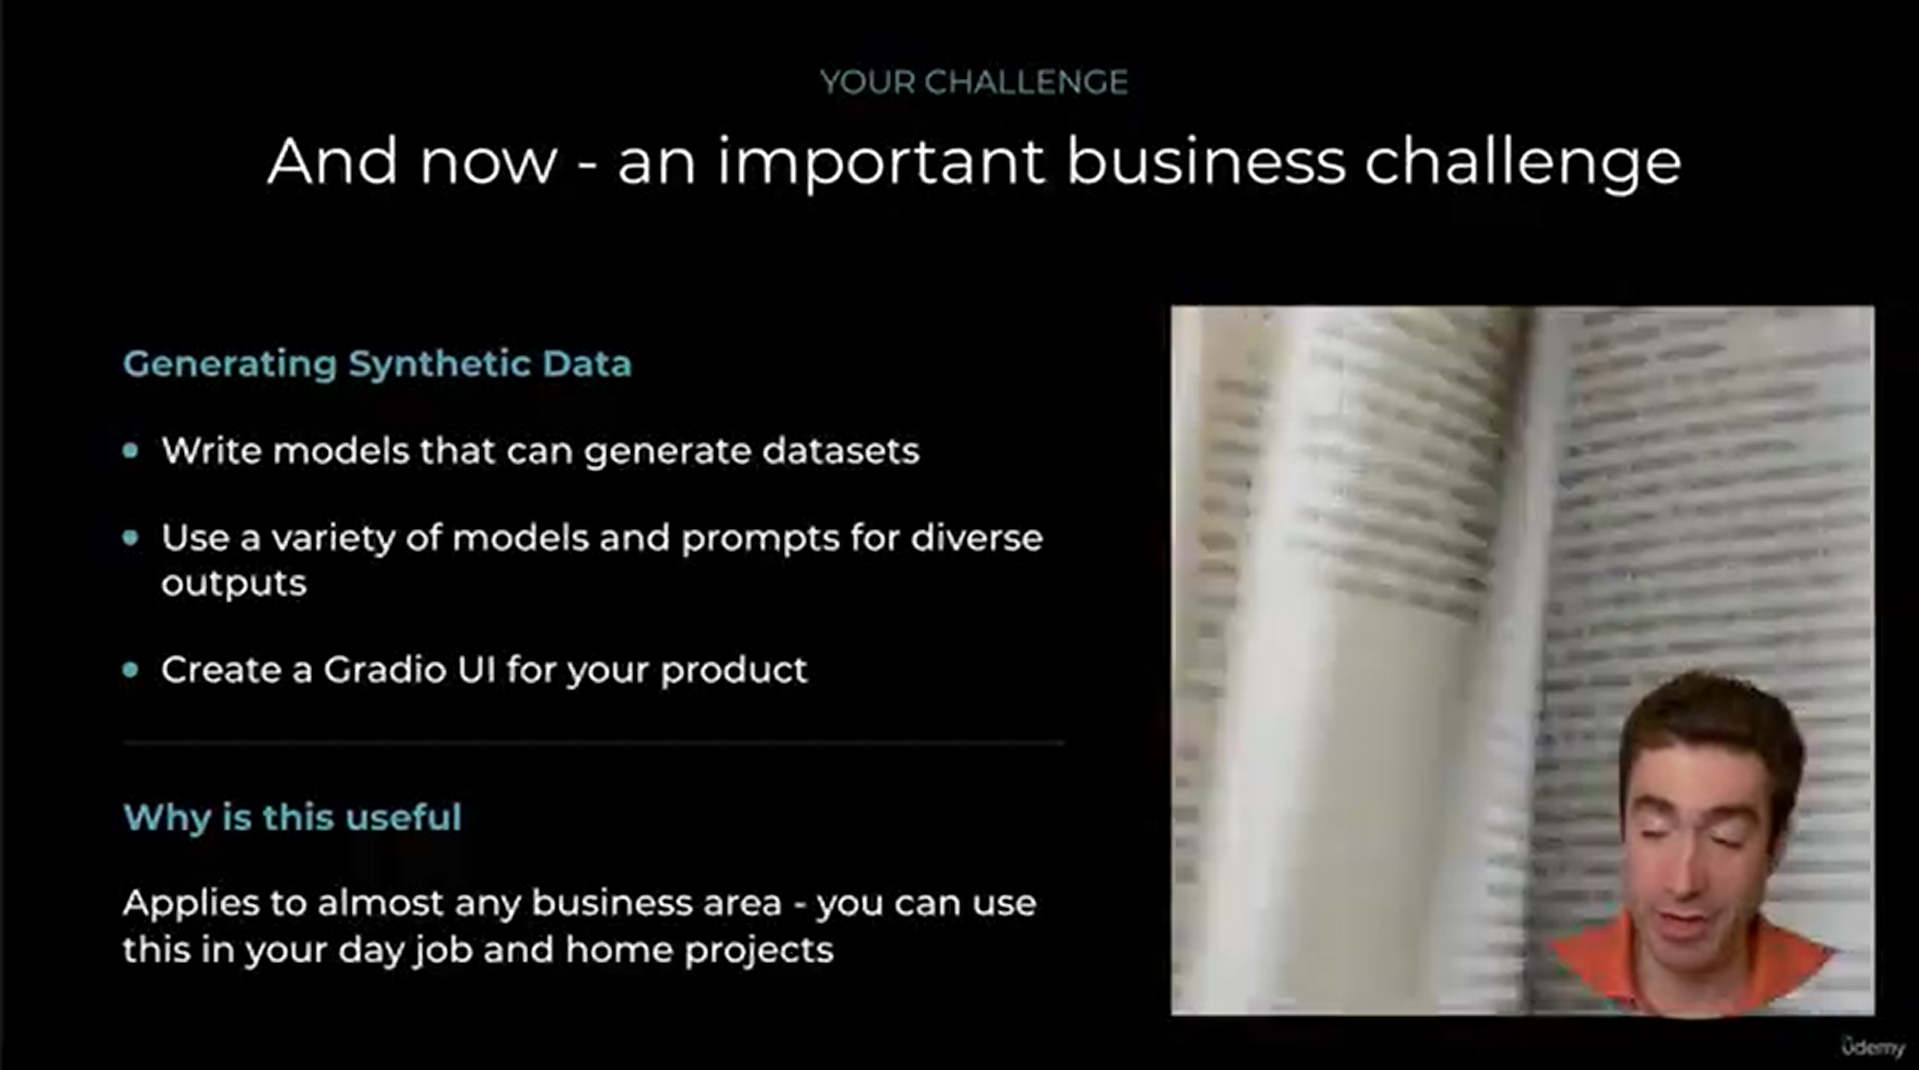 YOUR CHALLENGE
And now - an important business challenge
Generating Synthetic Data
• Write models that can generate datasets
• Use a variety of models and prompts for diverse
outputs
• Create a Gradio UI for your product
Why is this useful
Applies to almost any business area - you can use
this in your day job and home projects
ûdemy